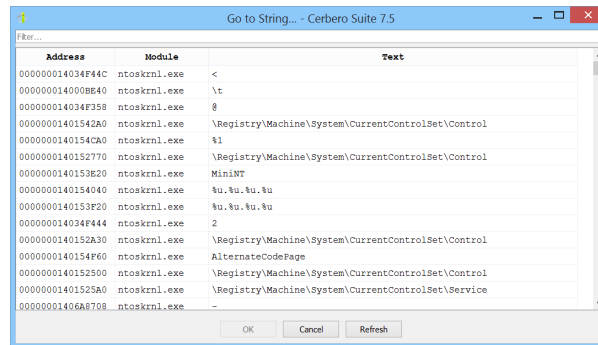 Go to String... - Cerbero Suite 7.5
Filter...
Address Module Text
000000014034F44C ntoskrnl.exe <
000000014000BE40 ntoskrnl.exe \t
000000014034F358 ntoskrnl.exe @
00000001401542A0 ntoskrnl.exe \Registry\Machine\System\CurrentControlSet\Control
0000000140154CA0 ntoskrnl.exe %1
0000000140152770 ntoskrnl.exe \Registry\Machine\System\CurrentControlSet\Control
0000000140153E20 ntoskrnl.exe MiniNT
0000000140154040 ntoskrnl.exe %u.%u.%u.%u
0000000140153F20 ntoskrnl.exe %u.%u.%u.%u
000000014034F444 ntoskrnl.exe 2
0000000140152A30 ntoskrnl.exe \Registry\Machine\System\CurrentControlSet\Control
0000000140154F60 ntoskrnl.exe AlternateCodePage
0000000140152500 ntoskrnl.exe \Registry\Machine\System\CurrentControlSet\Control
00000001401525A0 ntoskrnl.exe \Registry\Machine\System\CurrentControlSet\Service
00000001406A8708 ntoskrnl.exe -
OK Cancel Refresh